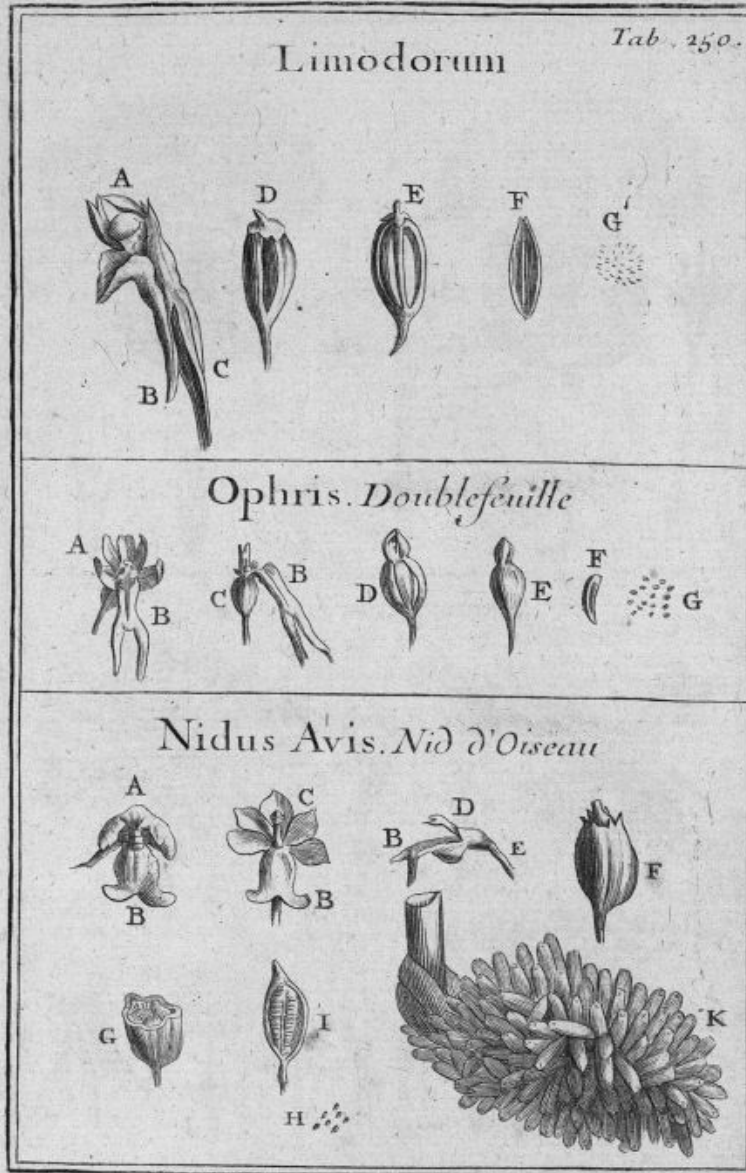 Tab. 250.
Limodorum
A D E F G
B C
Ophris. Doublefeuille
A B C B D E F G
Nidus Avis. Nid d'Oiseau
A C D
B E F
B B
G I K
H